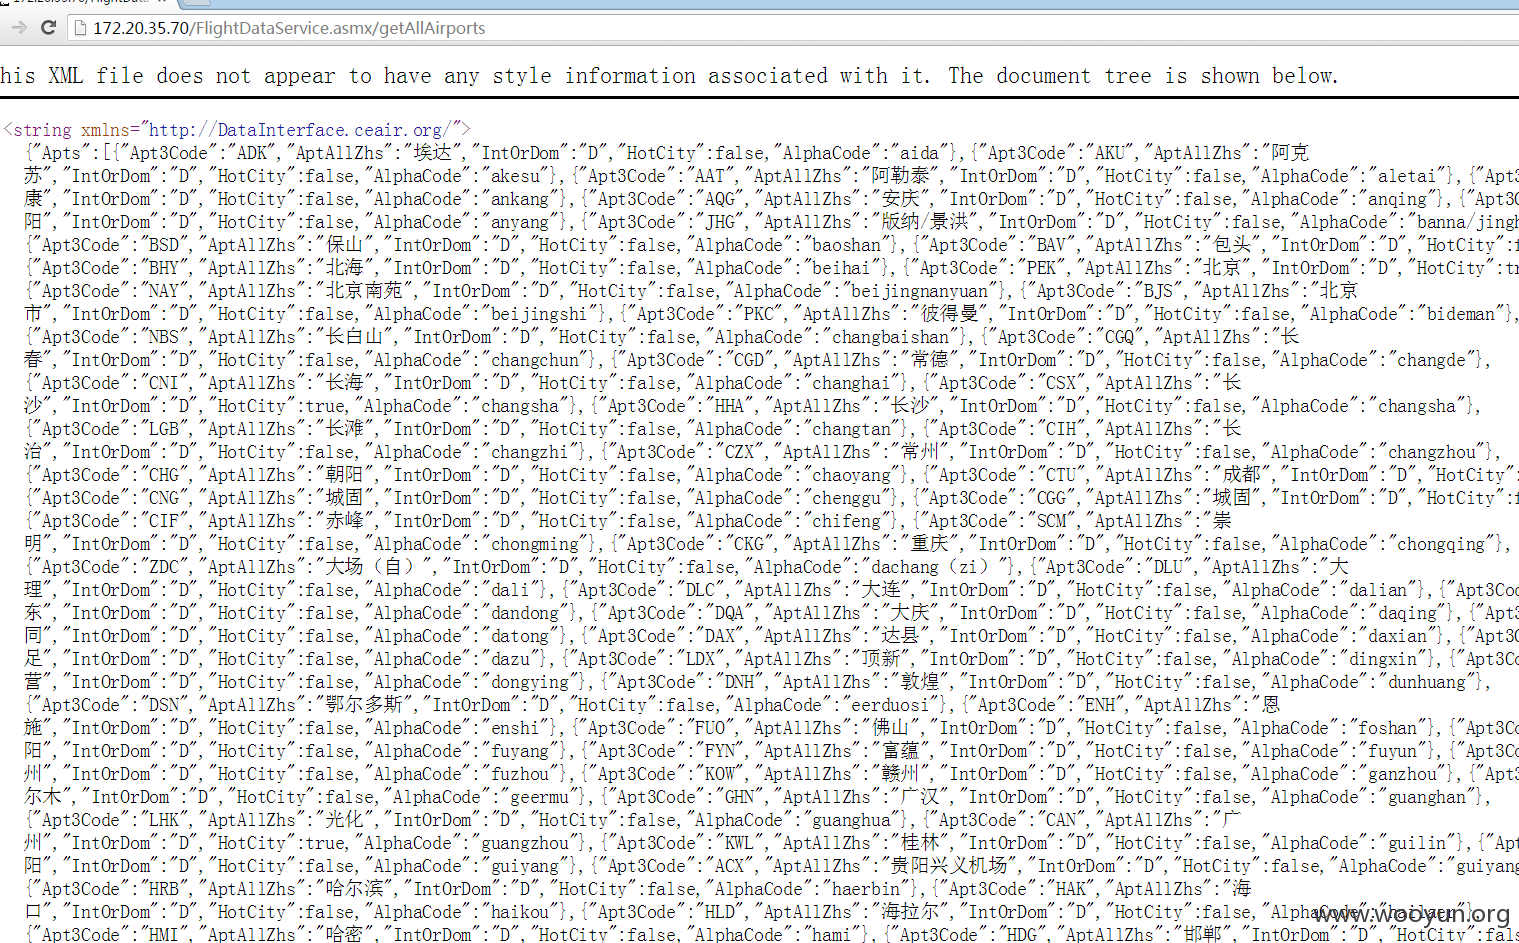 172.20.35.70/FlightDataService.asmx/getAllAirports
his XML file does not appear to have any style information associated with it. The document tree is shown below.
<string xmlns="http://DataInterface.ceair.org/">
{"Apts":[{"Apt3Code":"ADK","AptAllZhs":"埃达","IntOrDom":"D","HotCity":false,"AlphaCode":"aida"},{"Apt3Code":"AKU","AptAllZhs":"阿克
苏","IntOrDom":"D","HotCity":false,"AlphaCode":"akesu"},{"Apt3Code":"AAT","AptAllZhs":"阿勒泰","IntOrDom":"D","HotCity":false,"AlphaCode":"aletai"},{"Apt3
康","IntOrDom":"D","HotCity":false,"AlphaCode":"ankang"},{"Apt3Code":"AQG","AptAllZhs":"安庆","IntOrDom":"D","HotCity":false,"AlphaCode":"anqing"},{"Apt3C
阳","IntOrDom":"D","HotCity":false,"AlphaCode":"anyang"},{"Apt3Code":"JHG","AptAllZhs":"版纳/景洪","IntOrDom":"D","HotCity":false,"AlphaCode":"banna/jingh
{"Apt3Code":"BSD","AptAllZhs":"保山","IntOrDom":"D","HotCity":false,"AlphaCode":"baoshan"},{"Apt3Code":"BAV","AptAllZhs":"包头","IntOrDom":"D","HotCity":f
{"Apt3Code":"BHY","AptAllZhs":"北海","IntOrDom":"D","HotCity":false,"AlphaCode":"beihai"},{"Apt3Code":"PEK","AptAllZhs":"北京","IntOrDom":"D","HotCity":tr
{"Apt3Code":"NAY","AptAllZhs":"北京南苑","IntOrDom":"D","HotCity":false,"AlphaCode":"beijingnanyuan"},{"Apt3Code":"BJS","AptAllZhs":"北京
市","IntOrDom":"D","HotCity":false,"AlphaCode":"beijingshi"},{"Apt3Code":"PKC","AptAllZhs":"彼得曼","IntOrDom":"D","HotCity":false,"AlphaCode":"bideman"},
{"Apt3Code":"NBS","AptAllZhs":"长白山","IntOrDom":"D","HotCity":false,"AlphaCode":"changbaishan"},{"Apt3Code":"CGQ","AptAllZhs":"长
春","IntOrDom":"D","HotCity":false,"AlphaCode":"changchun"},{"Apt3Code":"CGD","AptAllZhs":"常德","IntOrDom":"D","HotCity":false,"AlphaCode":"changde"},
{"Apt3Code":"CNI","AptAllZhs":"长海","IntOrDom":"D","HotCity":false,"AlphaCode":"changhai"},{"Apt3Code":"CSX","AptAllZhs":"长
沙","IntOrDom":"D","HotCity":true,"AlphaCode":"changsha"},{"Apt3Code":"HHA","AptAllZhs":"长沙","IntOrDom":"D","HotCity":false,"AlphaCode":"changsha"},
{"Apt3Code":"LGB","AptAllZhs":"长滩","IntOrDom":"D","HotCity":false,"AlphaCode":"changtan"},{"Apt3Code":"CIH","AptAllZhs":"长
治","IntOrDom":"D","HotCity":false,"AlphaCode":"changzhi"},{"Apt3Code":"CZX","AptAllZhs":"常州","IntOrDom":"D","HotCity":false,"AlphaCode":"changzhou"},
{"Apt3Code":"CHG","AptAllZhs":"朝阳","IntOrDom":"D","HotCity":false,"AlphaCode":"chaoyang"},{"Apt3Code":"CTU","AptAllZhs":"成都","IntOrDom":"D","HotCity":
{"Apt3Code":"CNG","AptAllZhs":"城固","IntOrDom":"D","HotCity":false,"AlphaCode":"chenggu"},{"Apt3Code":"CGG","AptAllZhs":"城固","IntOrDom":"D","HotCity":f
{"Apt3Code":"CIF","AptAllZhs":"赤峰","IntOrDom":"D","HotCity":false,"AlphaCode":"chifeng"},{"Apt3Code":"SCM","AptAllZhs":"崇
明","IntOrDom":"D","HotCity":false,"AlphaCode":"chongming"},{"Apt3Code":"CKG","AptAllZhs":"重庆","IntOrDom":"D","HotCity":false,"AlphaCode":"chongqing"},
{"Apt3Code":"ZDC","AptAllZhs":"大场（自）","IntOrDom":"D","HotCity":false,"AlphaCode":"dachang（zi）"},{"Apt3Code":"DLU","AptAllZhs":"大
理","IntOrDom":"D","HotCity":false,"AlphaCode":"dali"},{"Apt3Code":"DLC","AptAllZhs":"大连","IntOrDom":"D","HotCity":false,"AlphaCode":"dalian"},{"Apt3Co
东","IntOrDom":"D","HotCity":false,"AlphaCode":"dandong"},{"Apt3Code":"DQA","AptAllZhs":"大庆","IntOrDom":"D","HotCity":false,"AlphaCode":"daqing"},{"Apt3
同","IntOrDom":"D","HotCity":false,"AlphaCode":"datong"},{"Apt3Code":"DAX","AptAllZhs":"达县","IntOrDom":"D","HotCity":false,"AlphaCode":"daxian"},{"Apt3C
足","IntOrDom":"D","HotCity":false,"AlphaCode":"dazu"},{"Apt3Code":"LDX","AptAllZhs":"顶新","IntOrDom":"D","HotCity":false,"AlphaCode":"dingxin"},{"Apt3Co
营","IntOrDom":"D","HotCity":false,"AlphaCode":"dongying"},{"Apt3Code":"DNH","AptAllZhs":"敦煌","IntOrDom":"D","HotCity":false,"AlphaCode":"dunhuang"},
{"Apt3Code":"DSN","AptAllZhs":"鄂尔多斯","IntOrDom":"D","HotCity":false,"AlphaCode":"eerduosi"},{"Apt3Code":"ENH","AptAllZhs":"恩
施","IntOrDom":"D","HotCity":false,"AlphaCode":"enshi"},{"Apt3Code":"FUO","AptAllZhs":"佛山","IntOrDom":"D","HotCity":false,"AlphaCode":"foshan"},{"Apt3Co
阳","IntOrDom":"D","HotCity":false,"AlphaCode":"fuyang"},{"Apt3Code":"FYN","AptAllZhs":"富蕴","IntOrDom":"D","HotCity":false,"AlphaCode":"fuyun"},{"Apt3Co
州","IntOrDom":"D","HotCity":false,"AlphaCode":"fuzhou"},{"Apt3Code":"KOW","AptAllZhs":"赣州","IntOrDom":"D","HotCity":false,"AlphaCode":"ganzhou"},{"Apt3
尔木","IntOrDom":"D","HotCity":false,"AlphaCode":"geermu"},{"Apt3Code":"GHN","AptAllZhs":"广汉","IntOrDom":"D","HotCity":false,"AlphaCode":"guanghan"},
{"Apt3Code":"LHK","AptAllZhs":"光化","IntOrDom":"D","HotCity":false,"AlphaCode":"guanghua"},{"Apt3Code":"CAN","AptAllZhs":"广
州","IntOrDom":"D","HotCity":true,"AlphaCode":"guangzhou"},{"Apt3Code":"KWL","AptAllZhs":"桂林","IntOrDom":"D","HotCity":false,"AlphaCode":"guilin"},{"Apt
阳","IntOrDom":"D","HotCity":false,"AlphaCode":"guiyang"},{"Apt3Code":"ACX","AptAllZhs":"贵阳兴义机场","IntOrDom":"D","HotCity":false,"AlphaCode":"guiyang
{"Apt3Code":"HRB","AptAllZhs":"哈尔滨","IntOrDom":"D","HotCity":false,"AlphaCode":"haerbin"},{"Apt3Code":"HAK","AptAllZhs":"海
口","IntOrDom":"D","HotCity":false,"AlphaCode":"haikou"},{"Apt3Code":"HLD","AptAllZhs":"海拉尔","IntOrDom":"D","HotCity":false,"AlphaCode":"hailaer"},
www.wooyun.org
{"Apt3Code":"HMI","AptAllZhs":"哈密","IntOrDom":"D","HotCity":false,"AlphaCode":"hami"},{"Apt3Code":"HDG","AptAllZhs":"邯郸","IntOrDom":"D","HotCity":fals